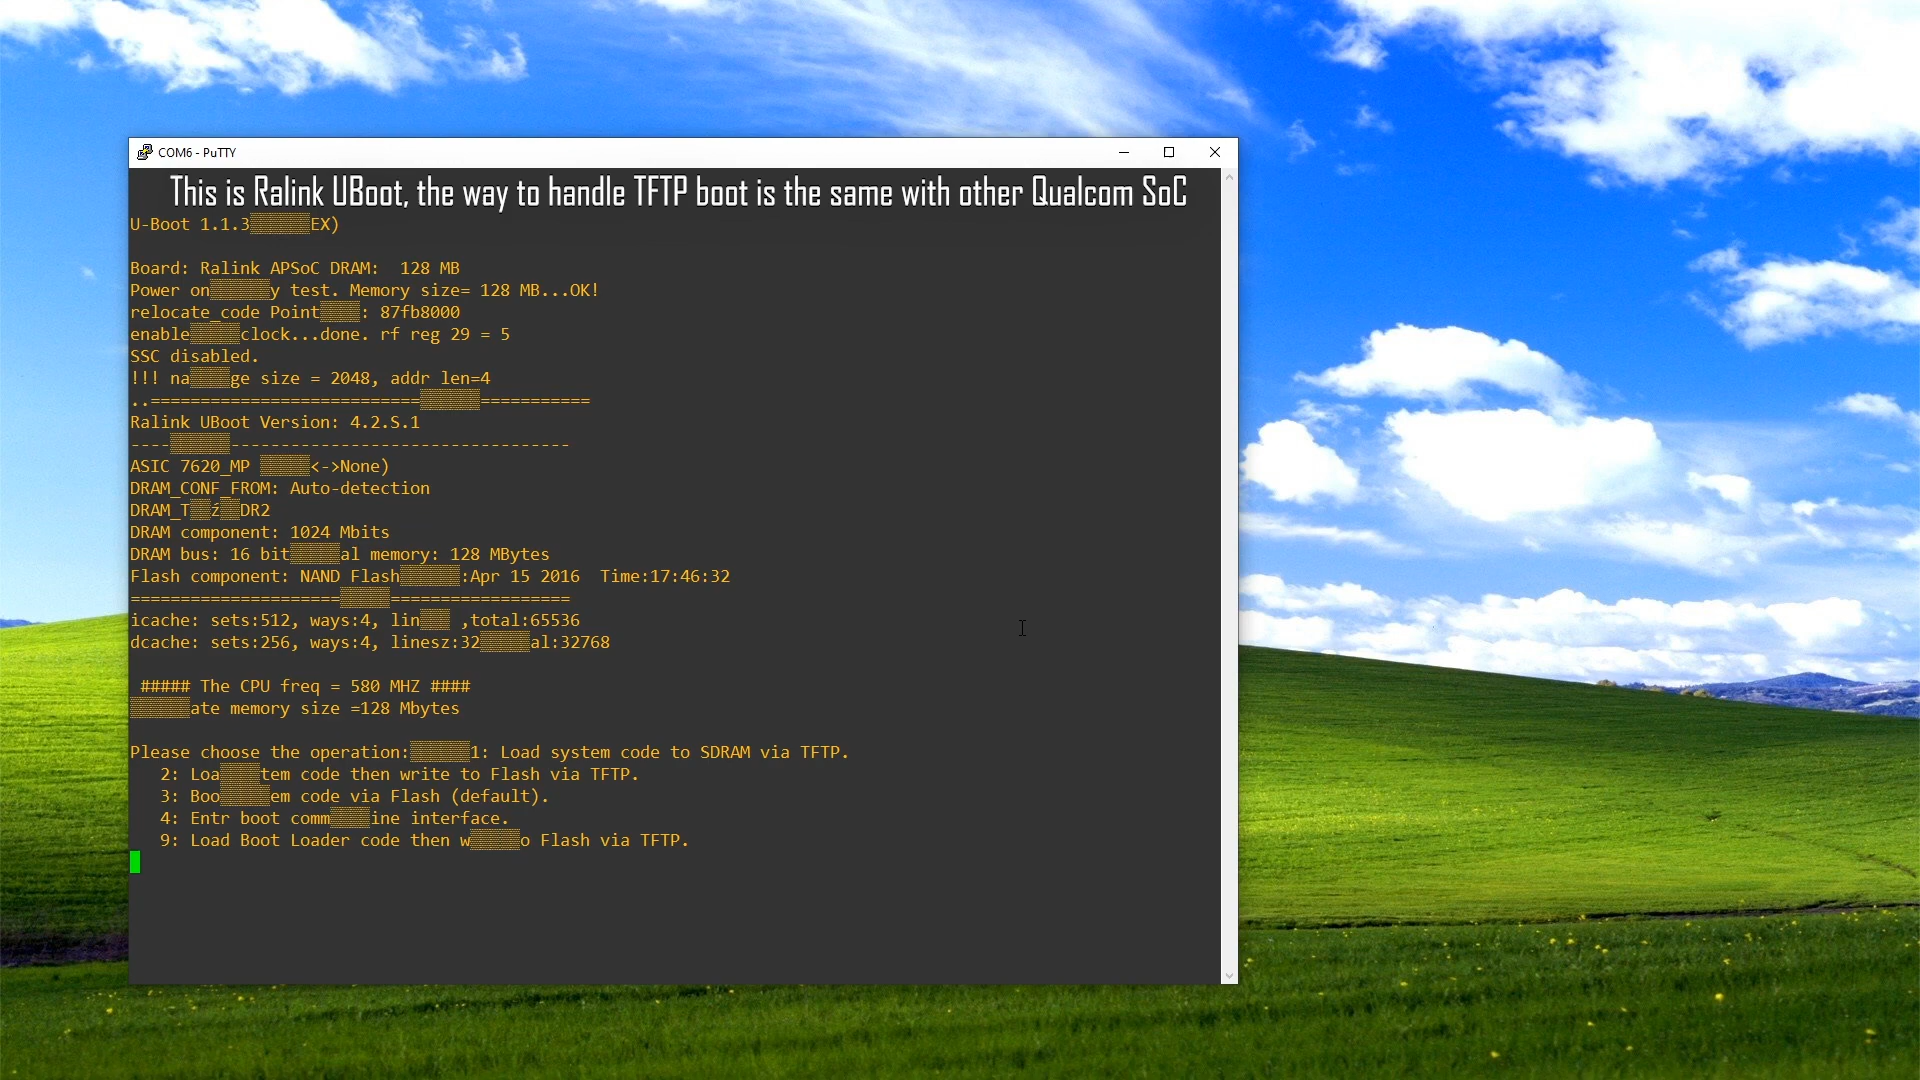 COM6 - PuTTY
This is Ralink UBoot, the way to handle TFTP boot is the same with other Qualcom SoC
U-Boot 1.1.3▒▒▒▒▒▒EX)
Board: Ralink APSoC DRAM:  128 MB
Power on▒▒▒▒▒▒y test. Memory size= 128 MB...OK!
relocate_code Point▒▒▒▒: 87fb8000
enable▒▒▒▒▒clock...done. rf reg 29 = 5
SSC disabled.
!!! na▒▒▒▒ge size = 2048, addr len=4
..===========================▒▒▒▒▒▒===========
Ralink UBoot Version: 4.2.S.1
----▒▒▒▒▒▒----------------------------------
ASIC 7620_MP ▒▒▒▒▒<->None)
DRAM_CONF_FROM: Auto-detection
DRAM_T▒▒ź▒▒DR2
DRAM component: 1024 Mbits
DRAM bus: 16 bit▒▒▒▒▒al memory: 128 MBytes
Flash component: NAND Flash▒▒▒▒▒▒:Apr 15 2016  Time:17:46:32
=====================▒▒▒▒▒==================
icache: sets:512, ways:4, lin▒▒▒ ,total:65536
dcache: sets:256, ways:4, linesz:32▒▒▒▒▒al:32768
##### The CPU freq = 580 MHZ ####
▒▒▒▒▒▒ate memory size =128 Mbytes
Please choose the operation:▒▒▒▒▒▒1: Load system code to SDRAM via TFTP.
2: Loa▒▒▒▒tem code then write to Flash via TFTP.
3: Boo▒▒▒▒▒em code via Flash (default).
4: Entr boot comm▒▒▒▒ine interface.
9: Load Boot Loader code then w▒▒▒▒▒o Flash via TFTP.